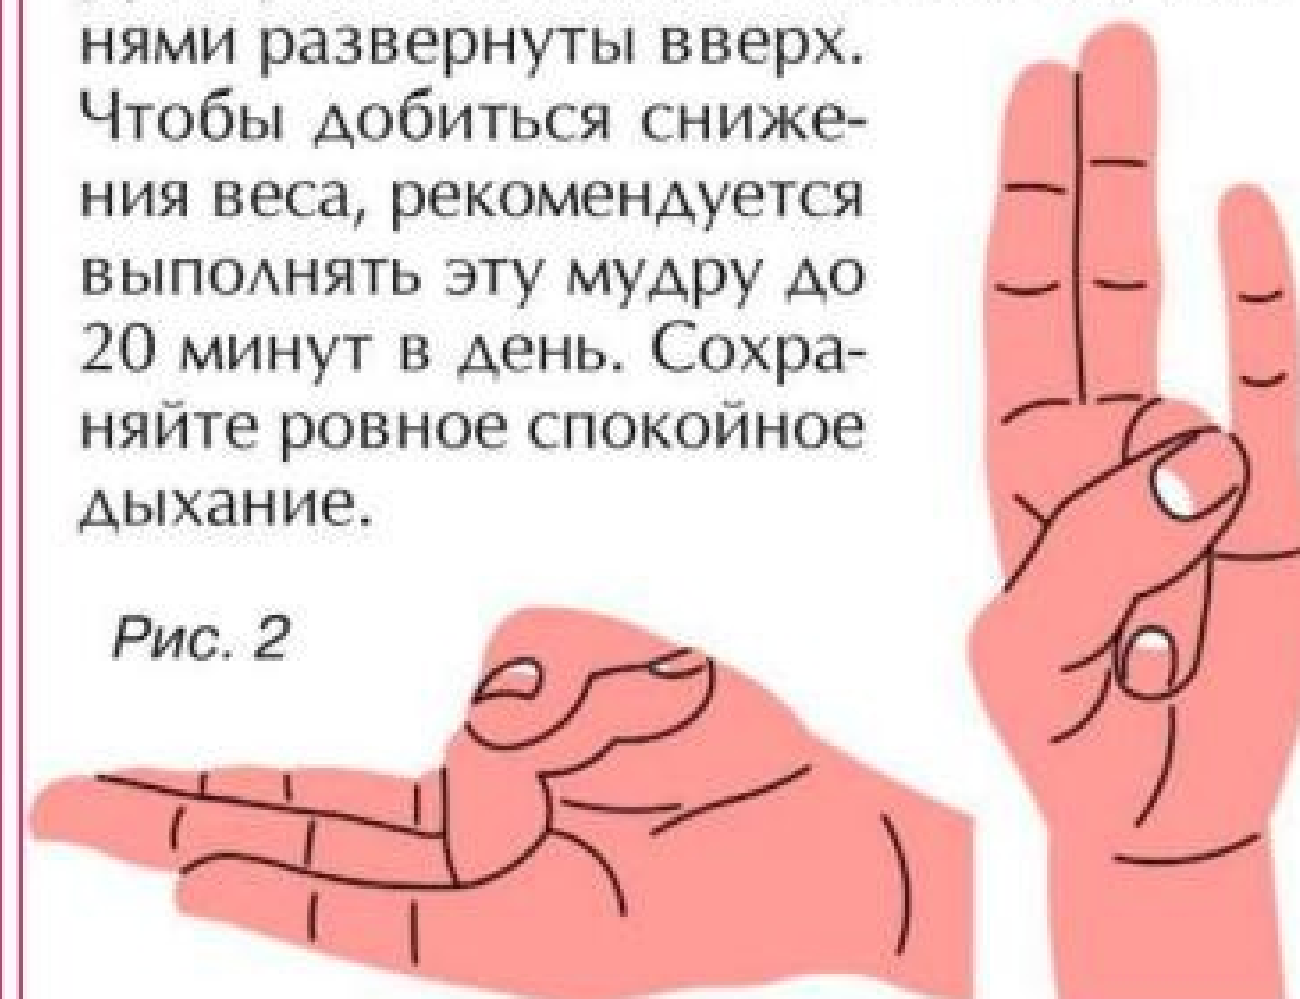 нями развернуты вверх.
Чтобы добиться сниже-
ния веса, рекомендуется
выполнять эту мудру до
20 минут в день. Сохра-
няйте ровное спокойное
дыхание.
Рис. 2